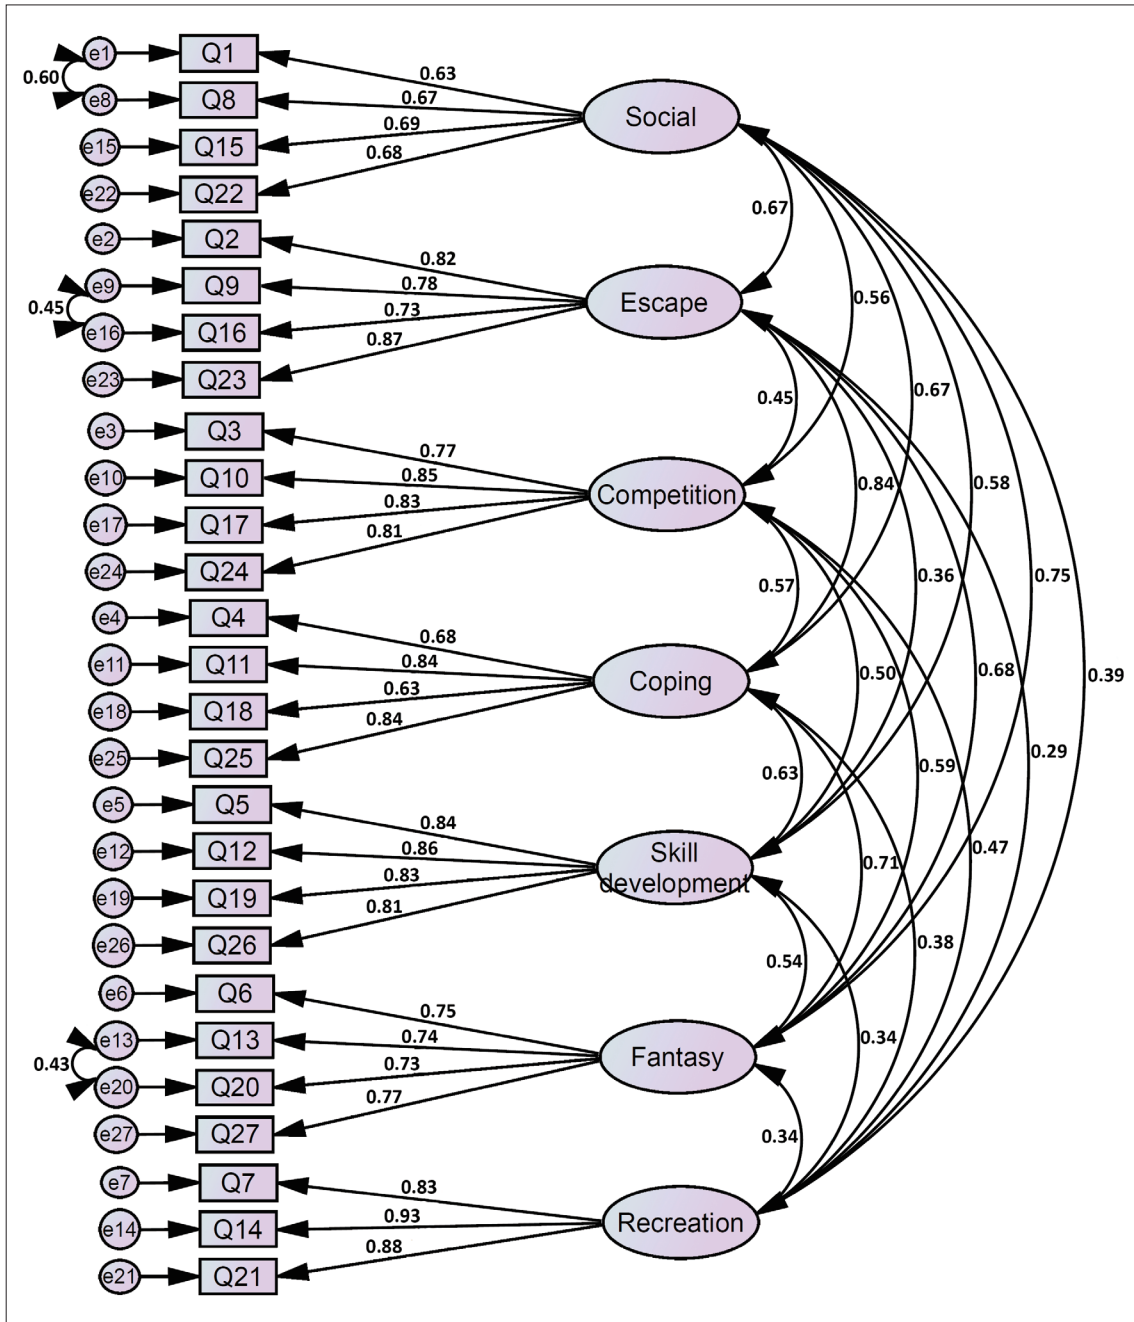 e1 Q1
0.60
e8 Q8
e15 Q15
e22 Q22
0.63
0.67
0.69
0.68
Social
e2 Q2
e9 Q9
0.45
e16 Q16
e23 Q23
0.82
0.78
0.73
0.87
Escape
e3 Q3
e10 Q10
e17 Q17
e24 Q24
0.77
0.85
0.83
0.81
Competition
e4 Q4
e11 Q11
e18 Q18
e25 Q25
0.68
0.84
0.63
0.84
Coping
e5 Q5
e12 Q12
e19 Q19
e26 Q26
0.84
0.86
0.83
0.81
Skill
development
e6 Q6
e13 Q13
0.43
e20 Q20
e27 Q27
0.75
0.74
0.73
0.77
Fantasy
e7 Q7
e14 Q14
e21 Q21
0.83
0.93
0.88
Recreation
0.67
0.56
0.45
0.67
0.84
0.58
0.57
0.36
0.75
0.50
0.68
0.39
0.63
0.59
0.29
0.71
0.47
0.54
0.38
0.34
0.34